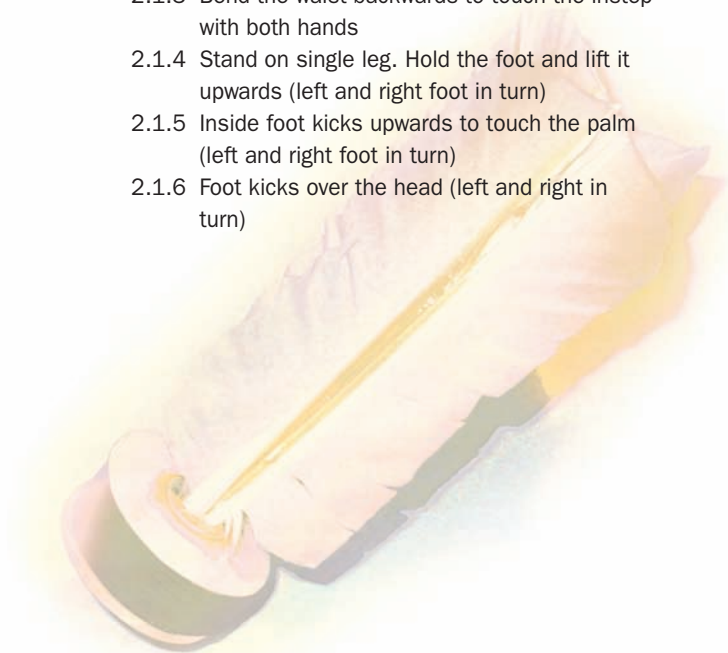 2.1.3 Bend the waist backwards to touch the instep
with both hands
2.1.4 Stand on single leg. Hold the foot and lift it
upwards (left and right foot in turn)
2.1.5 Inside foot kicks upwards to touch the palm
(left and right foot in turn)
2.1.6 Foot kicks over the head (left and right in
turn)